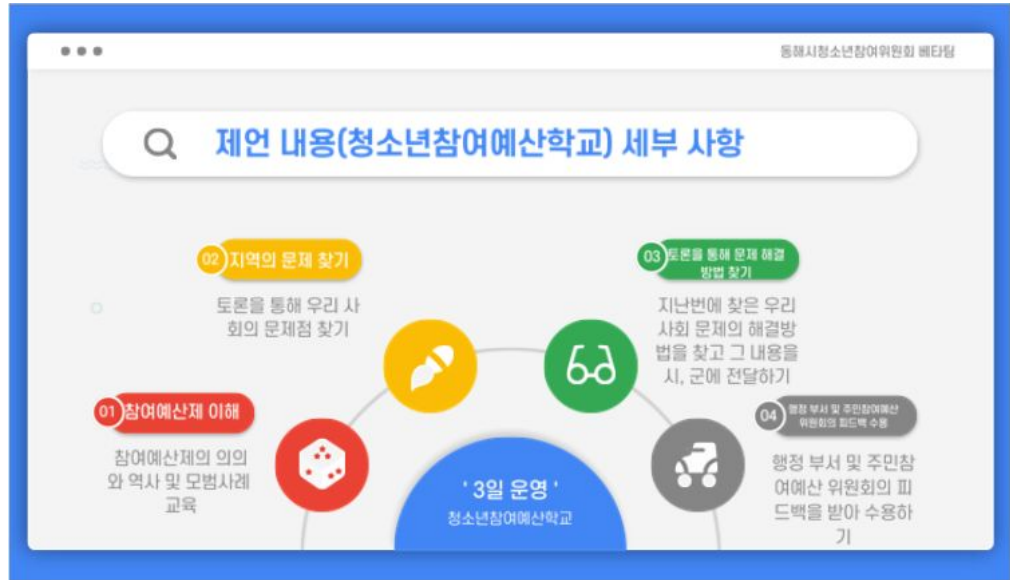 동해시청소년참여위원회 베타팀
제언 내용(청소년참여예산학교) 세부 사항
01 참여예산제 이해
참여예산제의 의의
와 역사 및 모범사례
교육
02 지역의 문제 찾기
토론을 통해 우리 사
회의 문제점 찾기
03 토론을 통해 문제 해결
방법 찾기
지난번에 찾은 우리
사회 문제의 해결방
법을 찾고 그 내용을
시, 군에 전달하기
04 행정 부서 및 주민참여예산
위원회의 피드백 수용
행정 부서 및 주민참
여예산 위원회의 피
드백을 받아 수용하
기
' 3일 운영 '
청소년참여예산학교